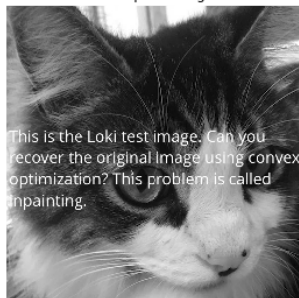 This is the Loki test image. Can you
recover the original image using convex
optimization? This problem is called
inpainting.